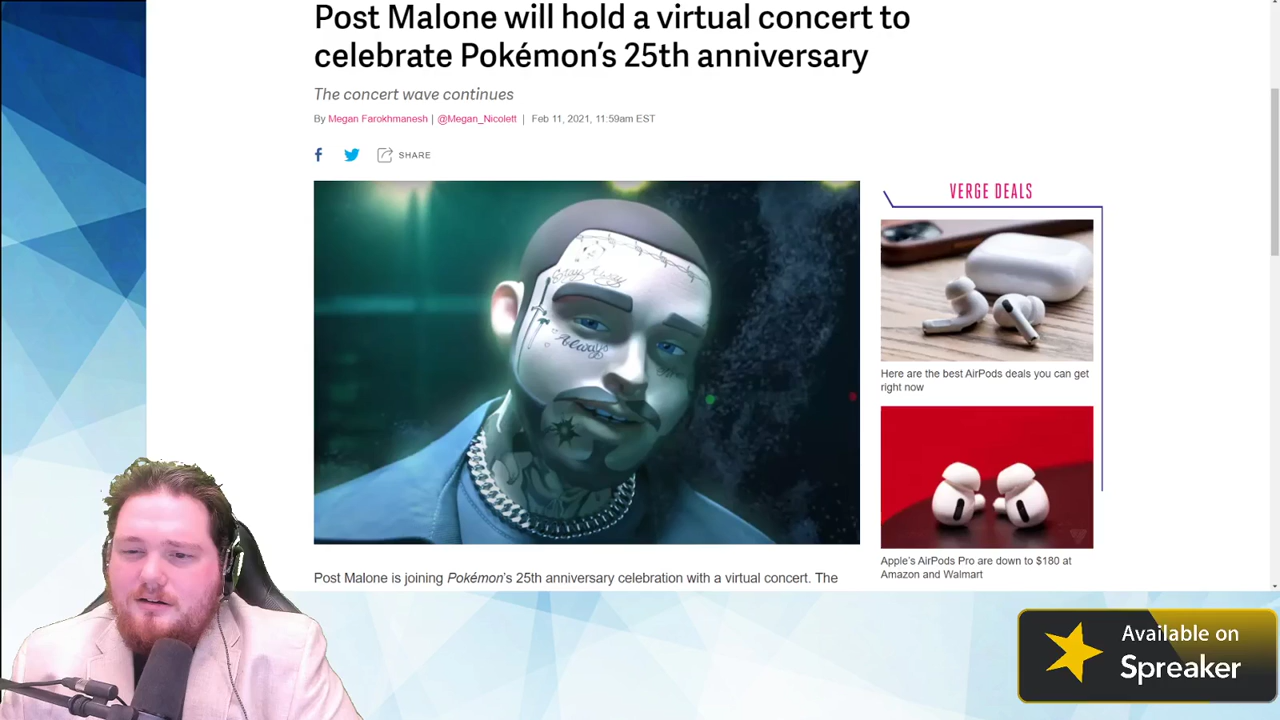 Post Malone will hold a virtual concert to
celebrate Pokémon's 25th anniversary
The concert wave continues
By Megan Farokhmanesh | @Megan_Nicolett | Feb 11, 2021, 11:59am EST
SHARE
VERGE DEALS
Stay Away
Always
Here are the best AirPods deals you can get
right now
Apple's AirPods Pro are down to $180 at
Amazon and Walmart
Post Malone is joining Pokémon's 25th anniversary celebration with a virtual concert. The
Available on
Spreaker